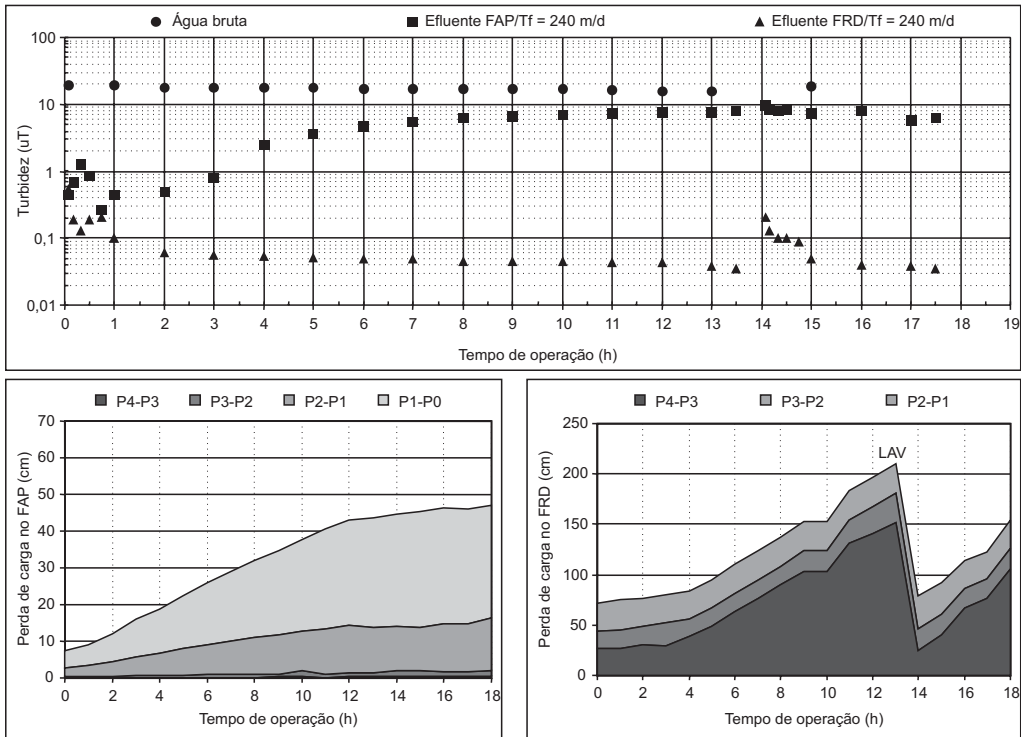 Água bruta Efluente FAP/Tf = 240 m/d Efluente FRD/Tf = 240 m/d
Turbidez (uT)
100
10
1
0,1
0,01
0 1 2 3 4 5 6 7 8 9 10 11 12 13 14 15 16 17 18 19
Tempo de operação (h)
P4-P3 P3-P2 P2-P1 P1-P0
Perda de carga no FAP (cm)
70
60
50
40
30
20
10
0
0 2 4 6 8 10 12 14 16 18
Tempo de operação (h)
P4-P3 P3-P2 P2-P1
Perda de carga no FRD (cm)
250
200
150
100
50
0
LAV
0 2 4 6 8 10 12 14 16 18
Tempo de operação (h)